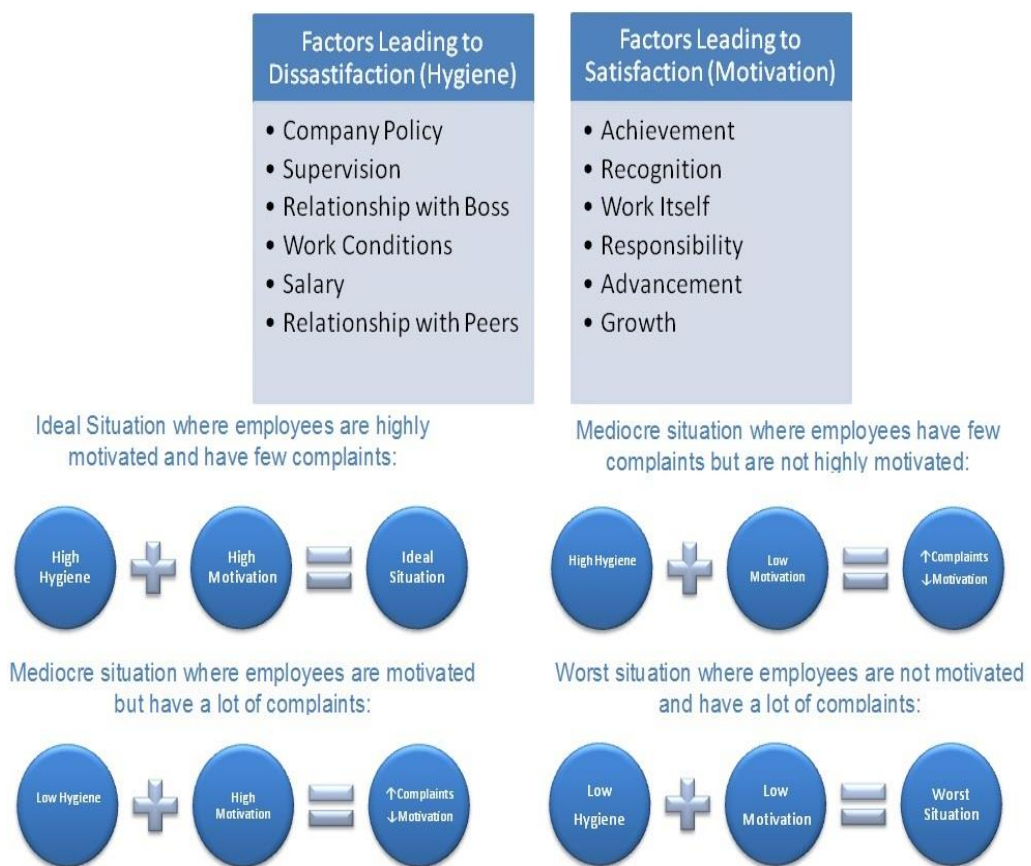 Factors Leading to
Dissastifaction (Hygiene)
• Company Policy
• Supervision
• Relationship with Boss
• Work Conditions
• Salary
• Relationship with Peers
Factors Leading to
Satisfaction (Motivation)
• Achievement
• Recognition
• Work Itself
• Responsibility
• Advancement
• Growth
Ideal Situation where employees are highly
motivated and have few complaints:
High
Hygiene
High
Motivation
Ideal
Situation
Mediocre situation where employees have few
complaints but are not highly motivated:
High Hygiene
Low
Motivation
↑Complaints
↓Motivation
Mediocre situation where employees are motivated
but have a lot of complaints:
Low Hygiene
High
Motivation
↑Complaints
↓Motivation
Worst situation where employees are not motivated
and have a lot of complaints:
Low
Hygiene
Low
Motivation
Worst
Situation